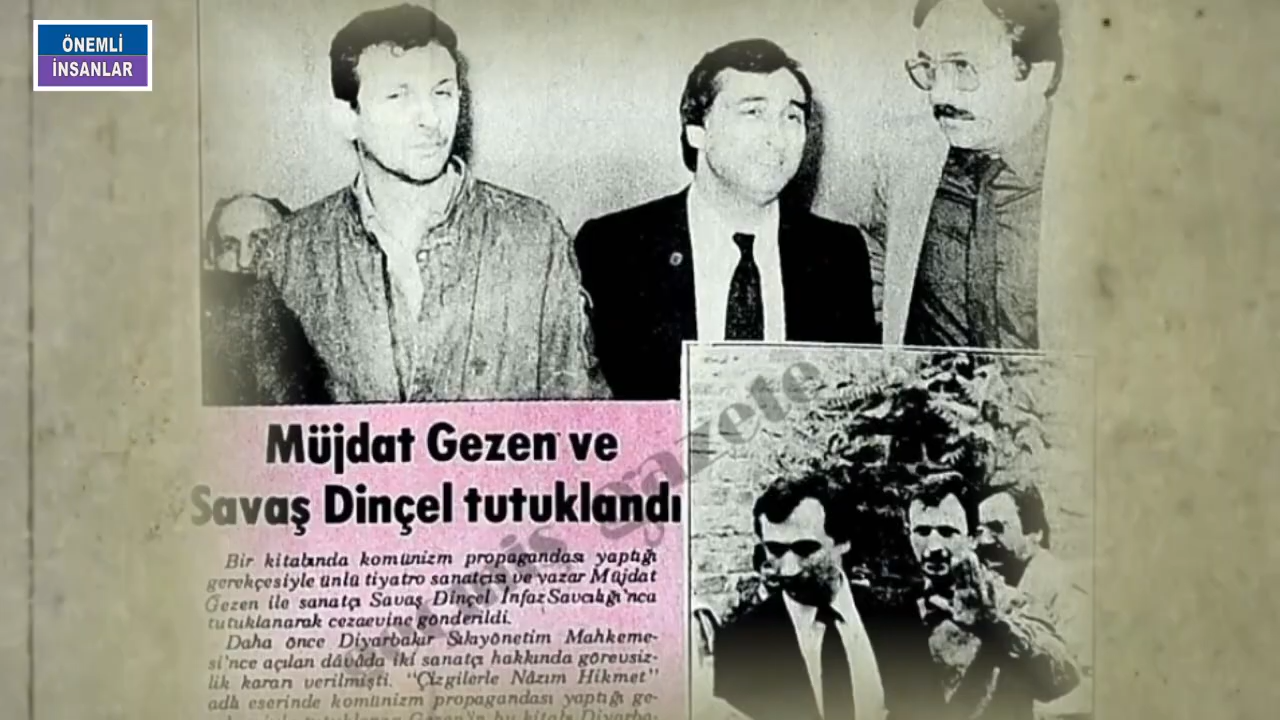 ÖNEMLİ
İNSANLAR
Müjdat Gezen ve
Savaş Dinçel tutuklandı
gazete
Bir kitabında komünizm propagandası yaptığı
gerekçesiyle ünlü tiyatro sanatçısı ve yazar Müjdat
Gezen ile sanatçı Savaş Dinçel İnfaz Savcılığı'nca
tutuklanarak cezaevine gönderildi.
Daha önce Diyarbakır Sıkıyönetim Mahkeme-
si'nce açılan dâvâda iki sanatçı hakkında görevsiz-
lik kararı verilmişti. "Çizgilerle Nâzım Hikmet"
adlı eserinde komünizm propagandası yaptığı ge-